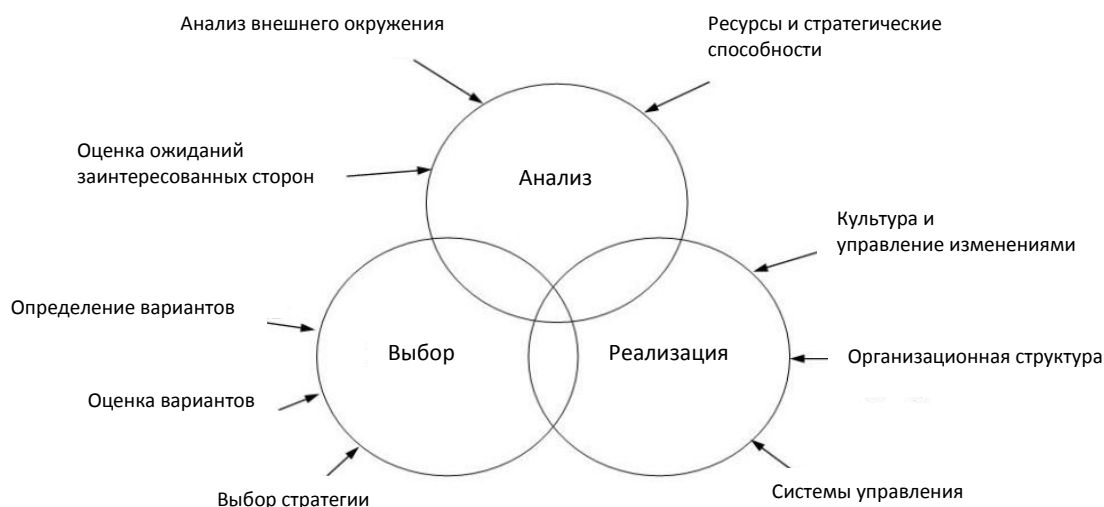 Анализ внешнего окружения
Ресурсы и стратегические
способности
Оценка ожиданий
заинтересованных сторон
Анализ
Культура и
управление изменениями
Определение вариантов
Выбор
Реализация
Организационная структура
Оценка вариантов
Выбор стратегии
Системы управления